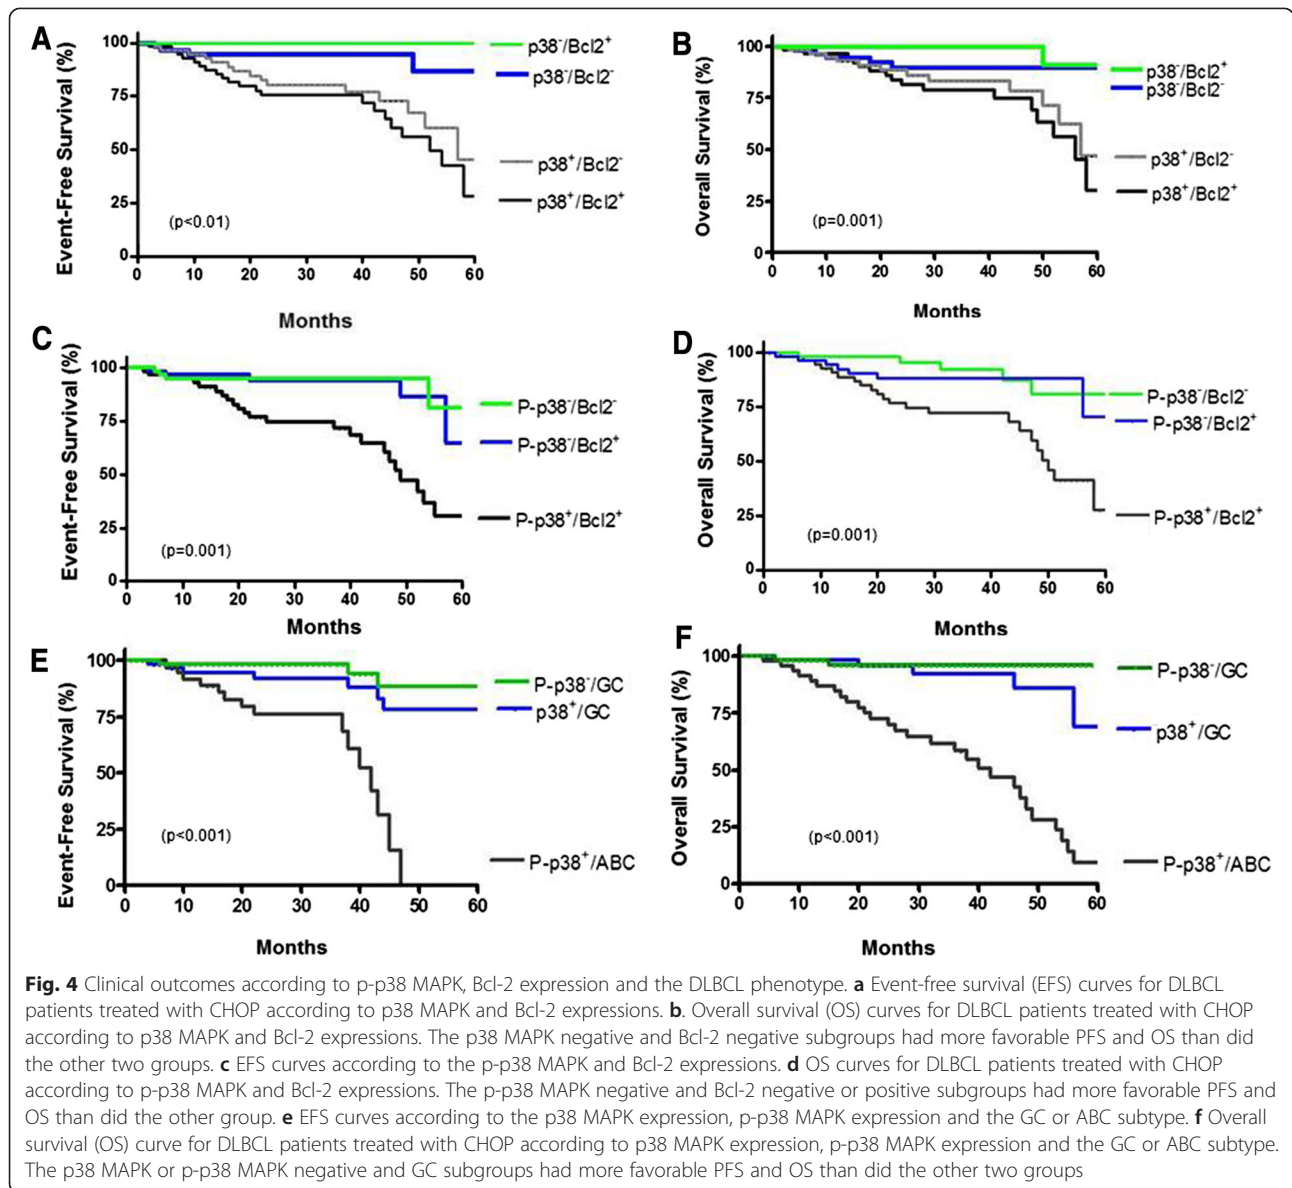 A
Event-Free Survival (%)
100
75
50
25
0
0 10 20 30 40 50 60
Months
(p<0.01)
p38⁻/Bcl2⁺
p38⁻/Bcl2⁻
p38⁺/Bcl2⁻
p38⁺/Bcl2⁺
B
Overall Survival (%)
100
75
50
25
0
0 10 20 30 40 50 60
Months
(p=0.001)
p38⁻/Bcl2⁺
p38⁻/Bcl2⁻
p38⁺/Bcl2⁻
p38⁺/Bcl2⁺
C
Event-Free Survival (%)
100
75
50
25
0
0 10 20 30 40 50 60
Months
(p=0.001)
P-p38⁻/Bcl2⁻
P-p38⁻/Bcl2⁺
P-p38⁺/Bcl2⁺
D
Overall Survival (%)
100
75
50
25
0
0 10 20 30 40 50 60
Months
(p=0.001)
P-p38⁻/Bcl2⁻
P-p38⁻/Bcl2⁺
P-p38⁺/Bcl2⁺
E
Event-Free Survival (%)
100
75
50
25
0
0 10 20 30 40 50 60
Months
(p<0.001)
P-p38⁻/GC
p38⁺/GC
P-p38⁺/ABC
F
Overall Survival (%)
100
75
50
25
0
0 10 20 30 40 50 60
Months
(p<0.001)
P-p38⁻/GC
p38⁺/GC
P-p38⁺/ABC
Fig. 4 Clinical outcomes according to p-p38 MAPK, Bcl-2 expression and the DLBCL phenotype. a Event-free survival (EFS) curves for DLBCL
patients treated with CHOP according to p38 MAPK and Bcl-2 expressions. b. Overall survival (OS) curves for DLBCL patients treated with CHOP
according to p38 MAPK and Bcl-2 expressions. The p38 MAPK negative and Bcl-2 negative subgroups had more favorable PFS and OS than did
the other two groups. c EFS curves according to the p-p38 MAPK and Bcl-2 expressions. d OS curves for DLBCL patients treated with CHOP
according to p-p38 MAPK and Bcl-2 expressions. The p-p38 MAPK negative and Bcl-2 negative or positive subgroups had more favorable PFS and
OS than did the other group. e EFS curves according to the p38 MAPK expression, p-p38 MAPK expression and the GC or ABC subtype. f Overall
survival (OS) curve for DLBCL patients treated with CHOP according to p38 MAPK expression, p-p38 MAPK expression and the GC or ABC subtype.
The p38 MAPK or p-p38 MAPK negative and GC subgroups had more favorable PFS and OS than did the other two groups